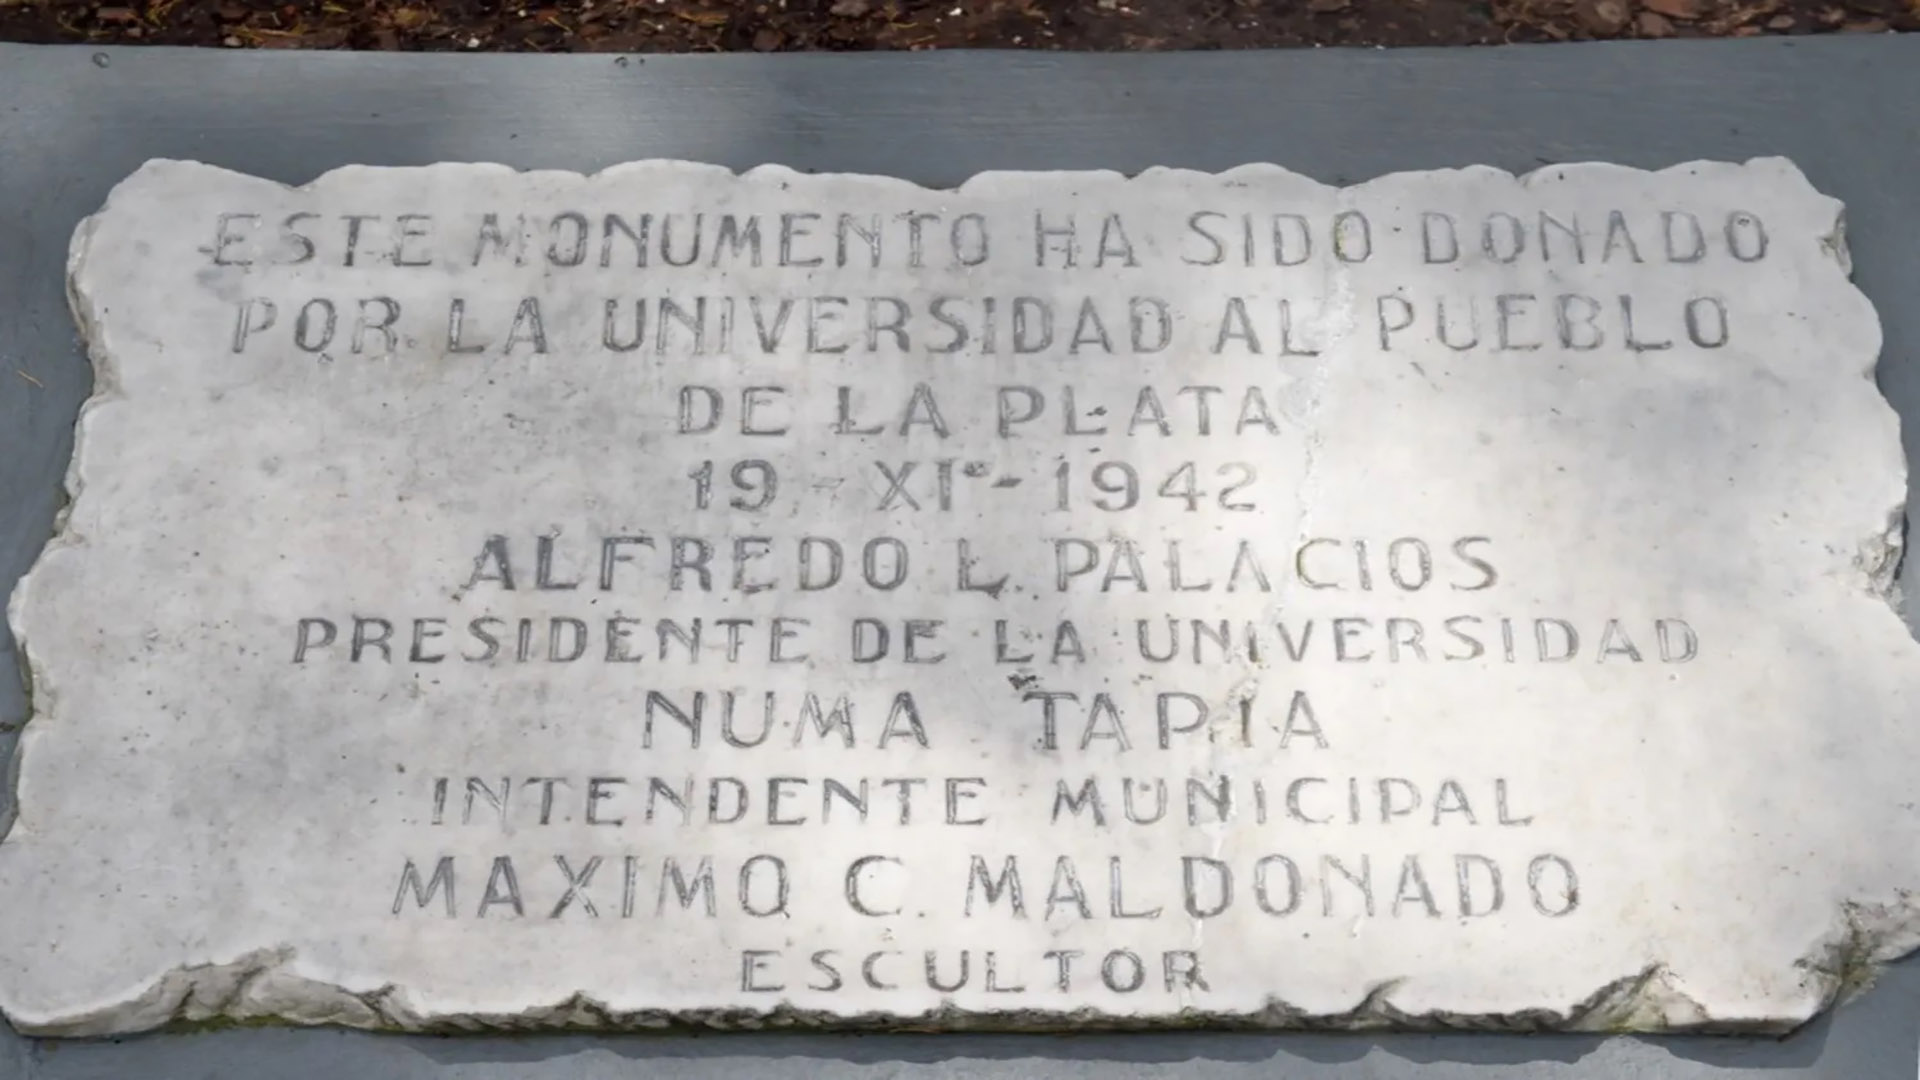 ESTE MONUMENTO HA SIDO DONADO
POR LA UNIVERSIDAD AL PUEBLO
DE LA PLATA
19 - XI - 1942
ALFREDO L. PALACIOS
PRESIDENTE DE LA UNIVERSIDAD
NUMA TAPIA
INTENDENTE MUNICIPAL
MAXIMO C. MALDONADO
ESCULTOR